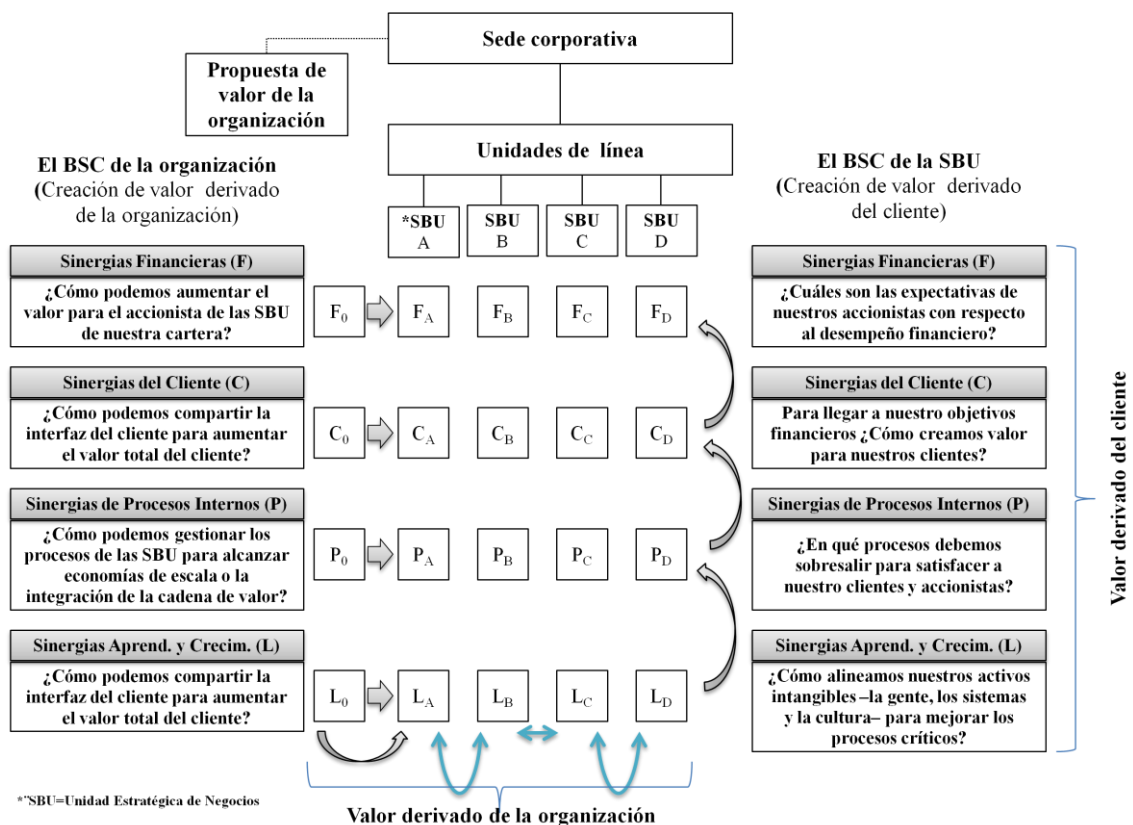 Sede corporativa
Propuesta de
valor de la
organización
Unidades de línea
El BSC de la organización
(Creación de valor derivado
de la organización)
El BSC de la SBU
(Creación de valor derivado
del cliente)
*SBU
A
SBU
B
SBU
C
SBU
D
Sinergias Financieras (F)
¿Cómo podemos aumentar el
valor para el accionista de las SBU
de nuestra cartera?
F0
FA
FB
FC
FD
Sinergias Financieras (F)
¿Cuáles son las expectativas de
nuestros accionistas con respecto
al desempeño financiero?
Sinergias del Cliente (C)
¿Cómo podemos compartir la
interfaz del cliente para aumentar
el valor total del cliente?
C0
CA
CB
CC
CD
Sinergias del Cliente (C)
Para llegar a nuestro objetivos
financieros ¿Cómo creamos valor
para nuestros clientes?
Sinergias de Procesos Internos (P)
¿Cómo podemos gestionar los
procesos de las SBU para alcanzar
economías de escala o la
integración de la cadena de valor?
P0
PA
PB
PC
PD
Sinergias de Procesos Internos (P)
¿En qué procesos debemos
sobresalir para satisfacer a
nuestro clientes y accionistas?
Sinergias Aprend. y Crecim. (L)
¿Cómo podemos compartir la
interfaz del cliente para aumentar
el valor total del cliente?
L0
LA
LB
LC
LD
Sinergias Aprend. y Crecim. (L)
¿Cómo alineamos nuestros activos
intangibles –la gente, los sistemas
y la cultura– para mejorar los
procesos críticos?
Valor derivado del cliente
*¨SBU=Unidad Estratégica de Negocios
Valor derivado de la organización